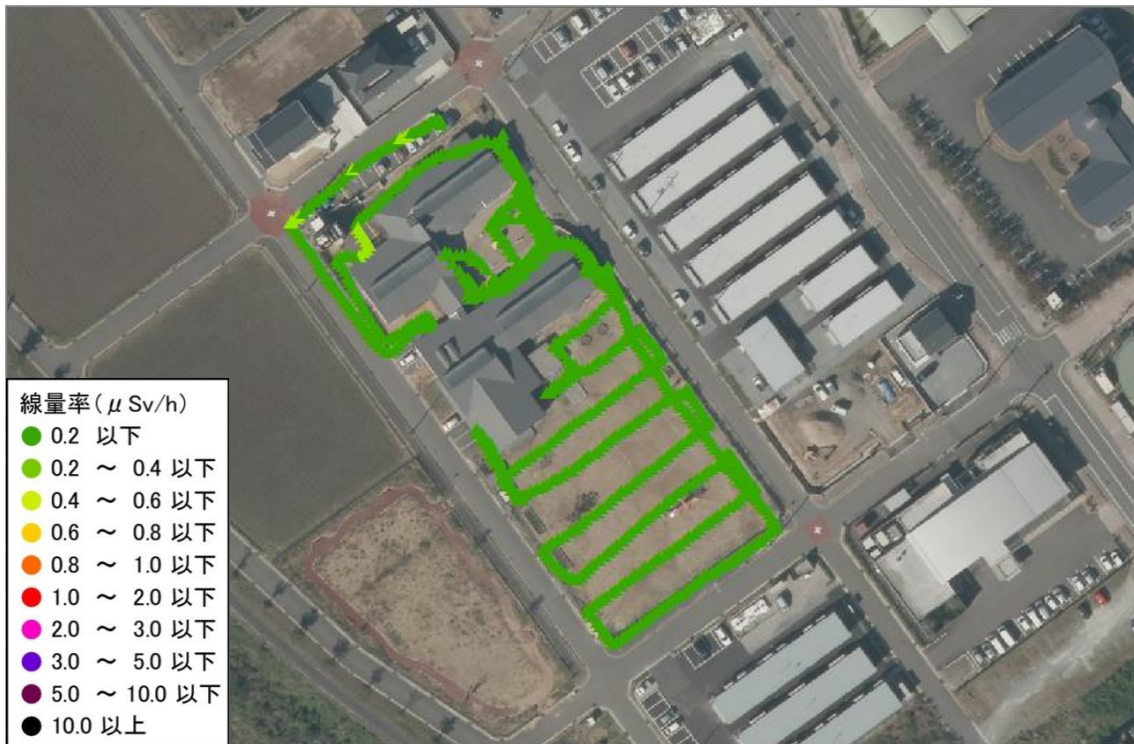 線量率(μSv/h)
0.2 以下
0.2 ～ 0.4 以下
0.4 ～ 0.6 以下
0.6 ～ 0.8 以下
0.8 ～ 1.0 以下
1.0 ～ 2.0 以下
2.0 ～ 3.0 以下
3.0 ～ 5.0 以下
5.0 ～ 10.0 以下
10.0 以上